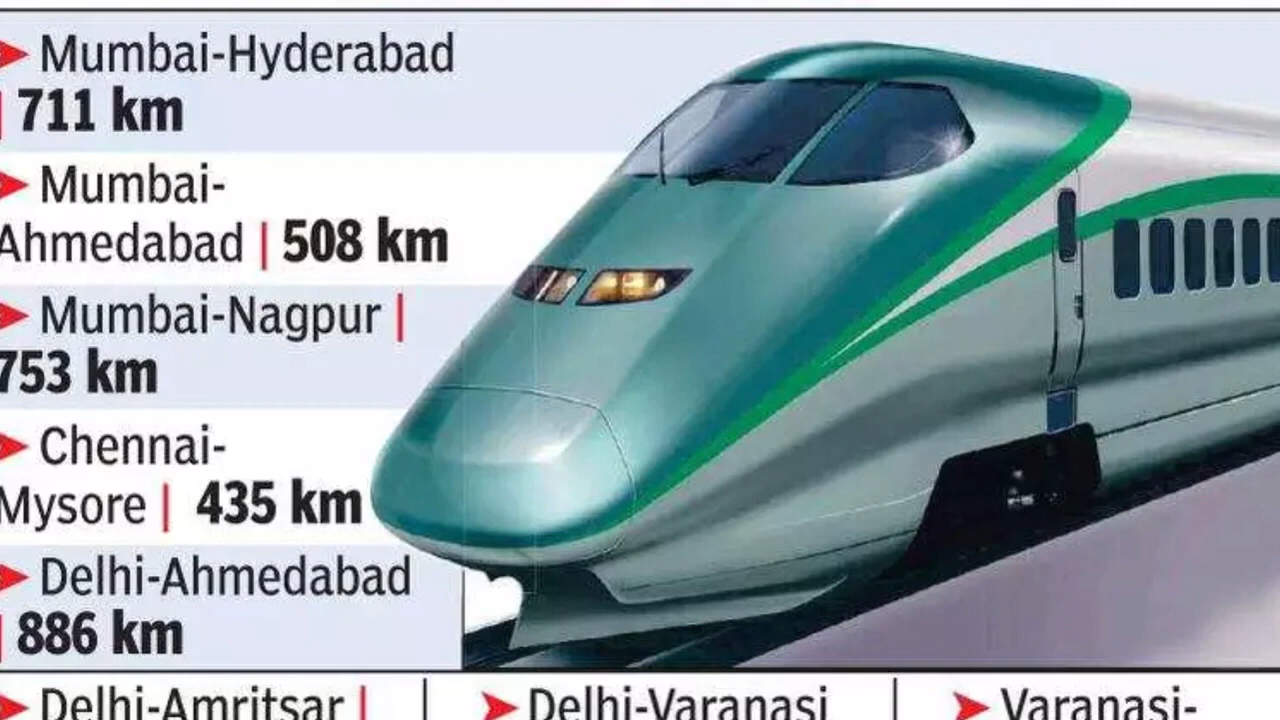 Mumbai-Hyderabad
| 711 km
Mumbai-
Ahmedabad | 508 km
Mumbai-Nagpur |
753 km
Chennai-
Mysore | 435 km
Delhi-Ahmedabad
| 886 km
Delhi-Amritsar |
Delhi-Varanasi
Varanasi-